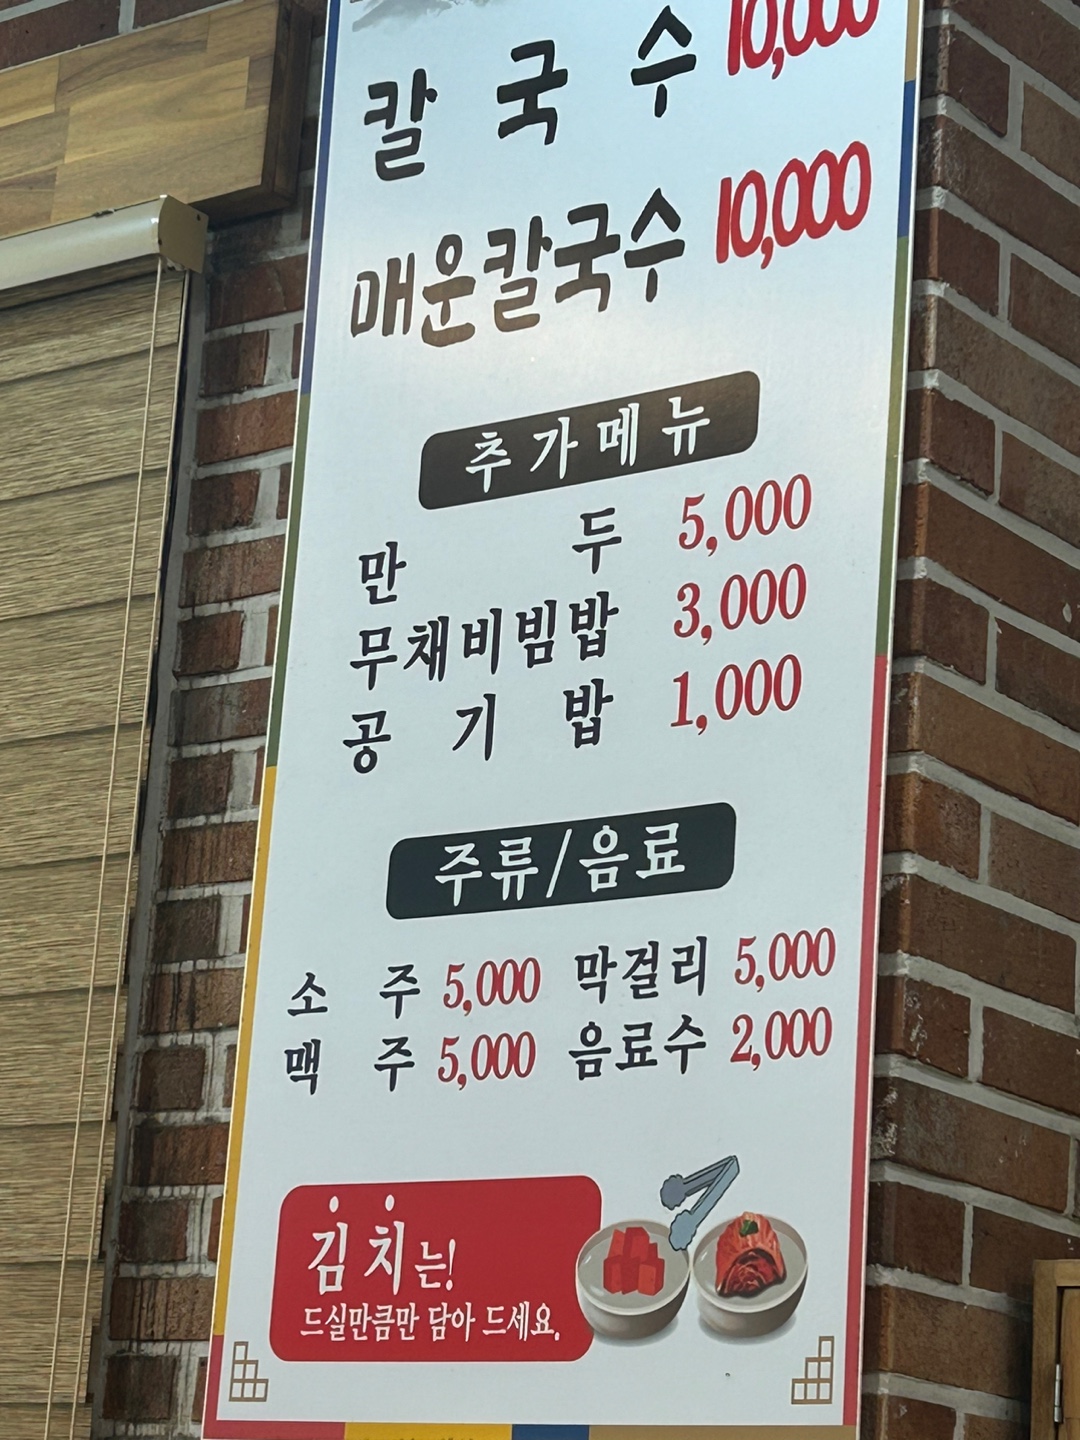 칼국수 10,000
매운칼국수 10,000
추가메뉴
만두 5,000
무채비빔밥 3,000
공기밥 1,000
주류/음료
소주 5,000 막걸리 5,000
맥주 5,000 음료수 2,000
김치는!
드실만큼만 담아 드세요.